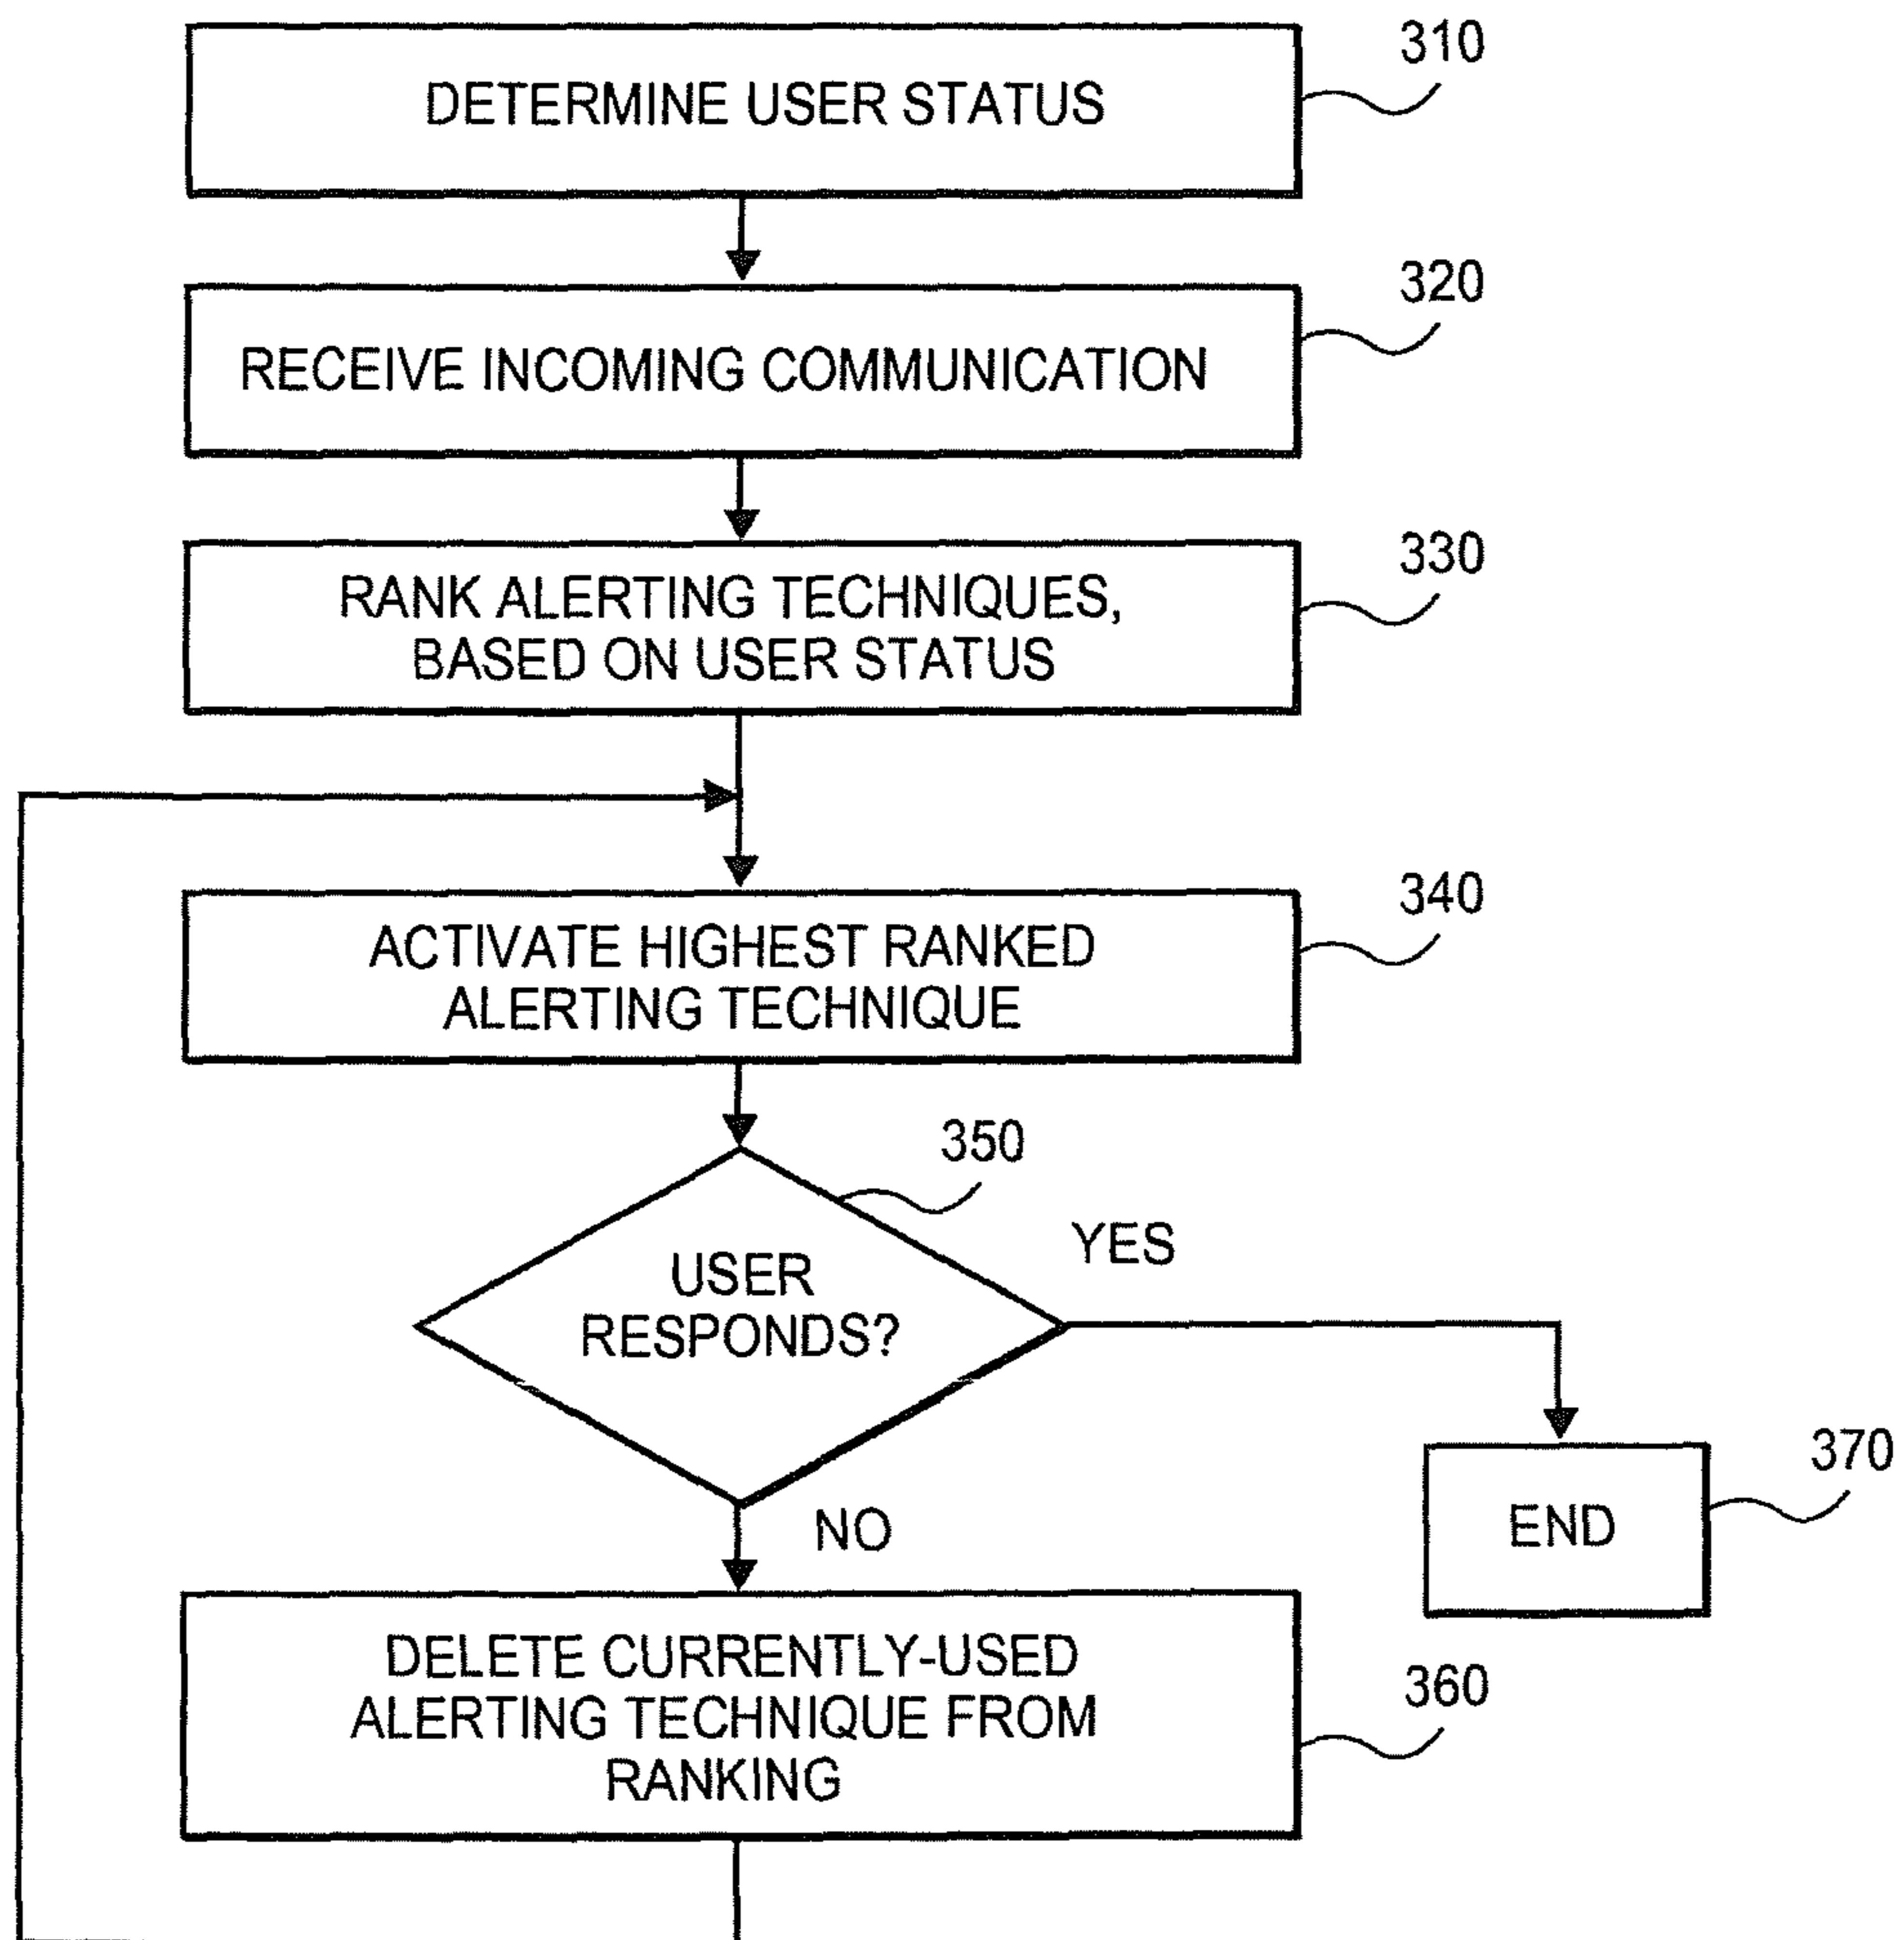 310
DETERMINE USER STATUS
320
RECEIVE INCOMING COMMUNICATION
330
RANK ALERTING TECHNIQUES,
BASED ON USER STATUS
340
ACTIVATE HIGHEST RANKED
ALERTING TECHNIQUE
350
YES
USER
RESPONDS?
370
END
NO
360
DELETE CURRENTLY-USED
ALERTING TECHNIQUE FROM
RANKING